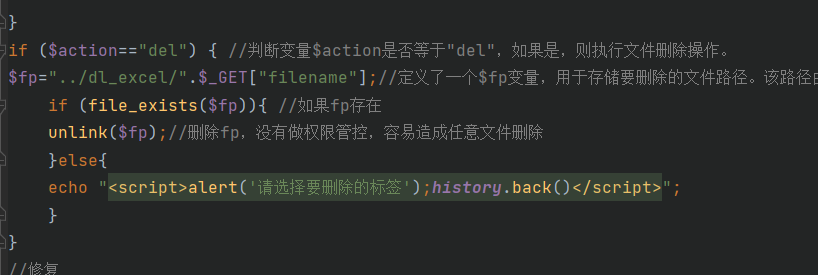 }
if ($action=="del") { //判断变量$action是否等于"del"，如果是，则执行文件删除操作。
$fp="../dl_excel/".$_GET["filename"];//定义了一个$fp变量，用于存储要删除的文件路径。该路径
    if (file_exists($fp)){ //如果fp存在
    unlink($fp);//删除fp，没有做权限管控，容易造成任意文件删除
    }else{
    echo "<script>alert('请选择要删除的标签');history.back()</script>";
    }
}
//修复